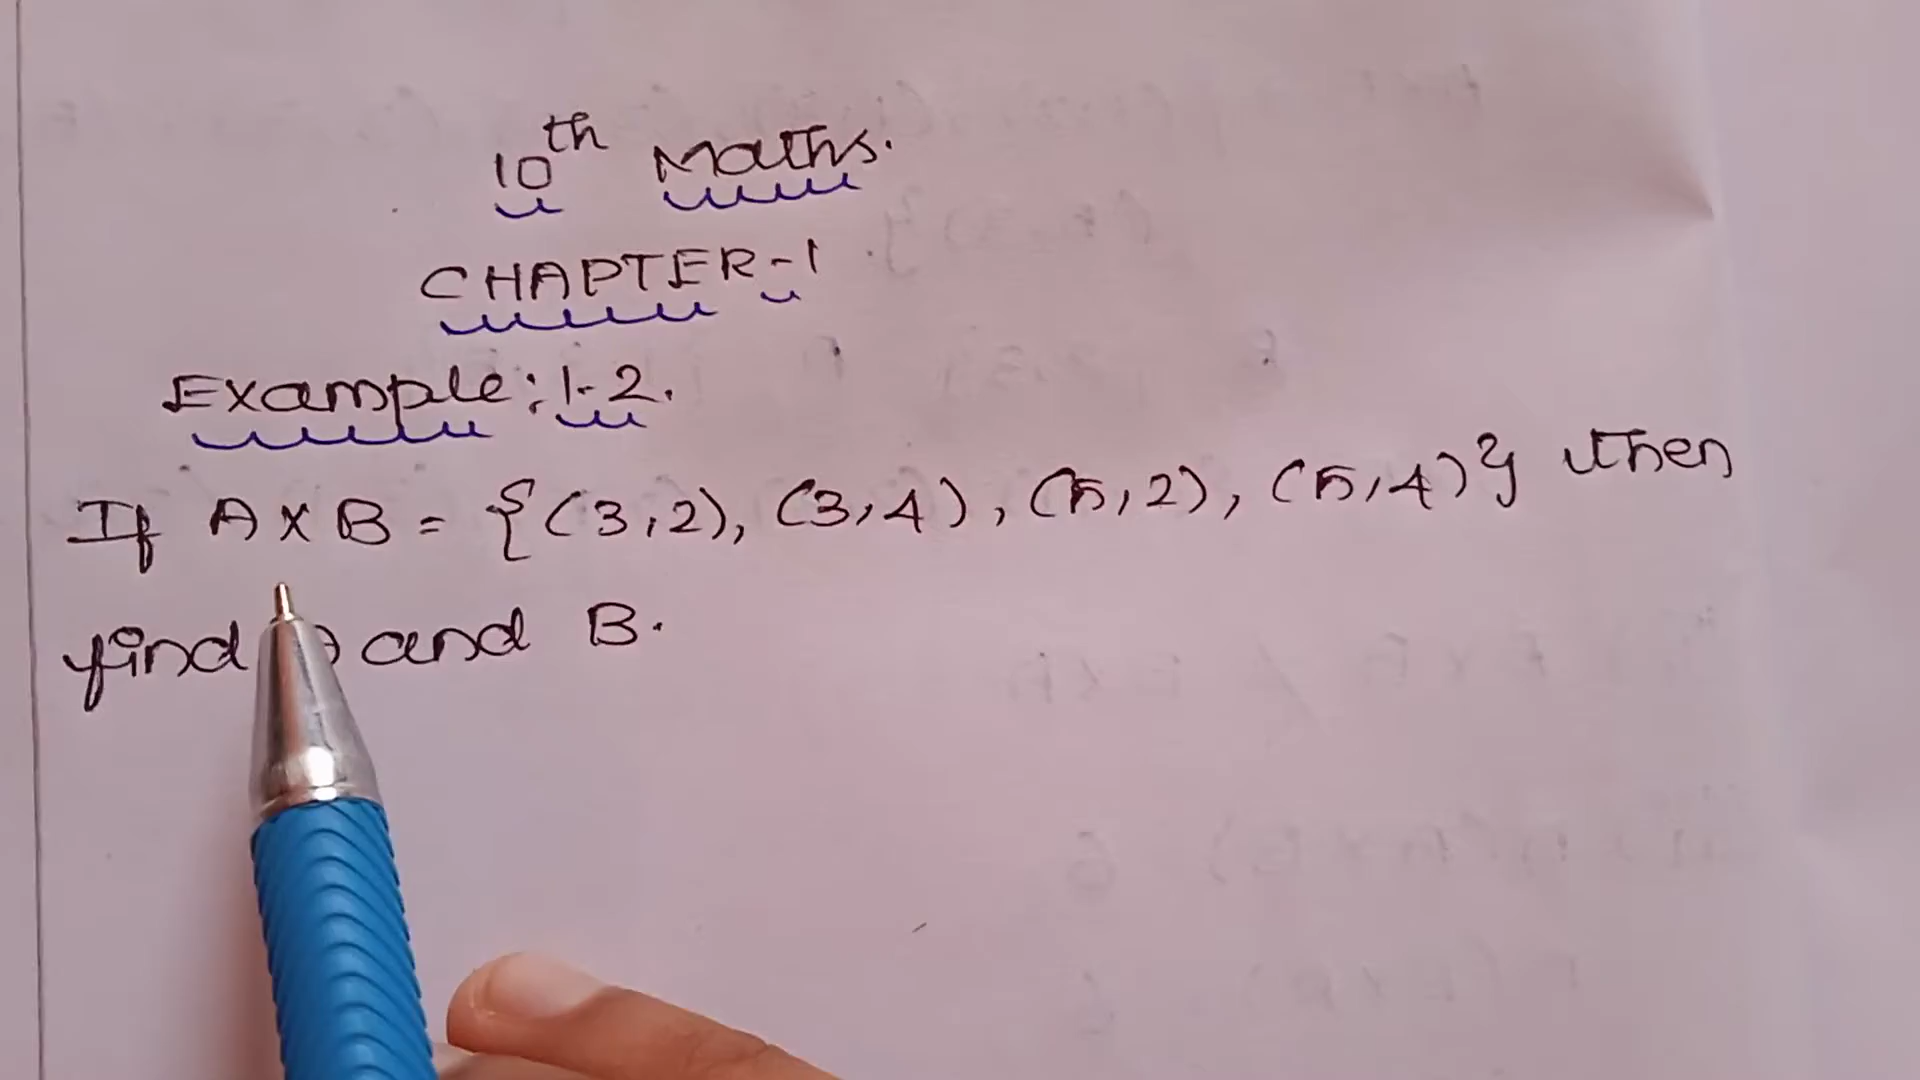 10th Maths.
CHAPTER-1
Example: 1.2.
If A×B = {(3,2), (3,4), (5,2), (5,4)} then
find and B.